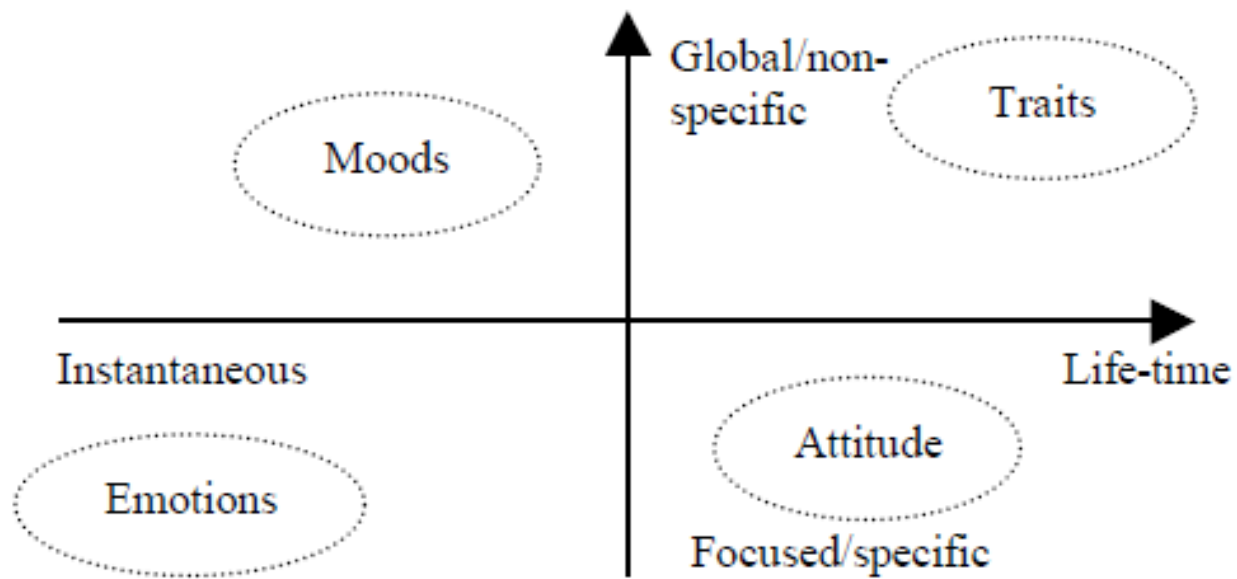 Global/non-
specific
Traits
Moods
Instantaneous
Life-time
Attitude
Emotions
Focused/specific